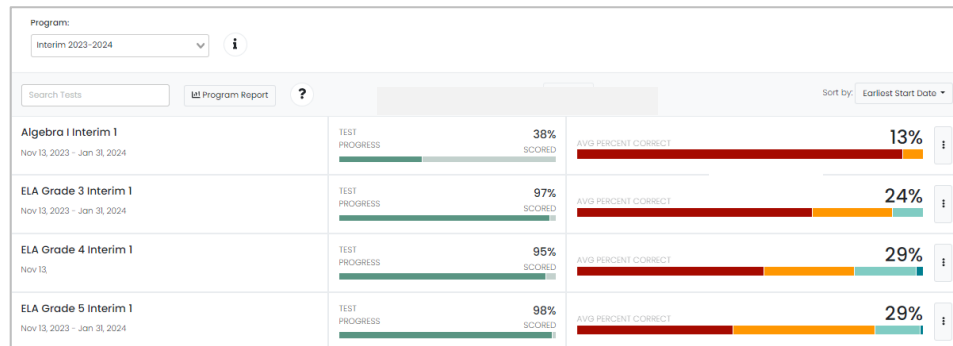 Program:
Interim 2023-2024
i
Search Tests
Program Report
?
Sort by: Earliest Start Date
Algebra I Interim 1
Nov 13, 2023 - Jan 31, 2024
TEST PROGRESS
38% SCORED
AVG PERCENT CORRECT
13%
ELA Grade 3 Interim 1
Nov 13, 2023 - Jan 31, 2024
TEST PROGRESS
97% SCORED
AVG PERCENT CORRECT
24%
ELA Grade 4 Interim 1
Nov 13,
TEST PROGRESS
95% SCORED
AVG PERCENT CORRECT
29%
ELA Grade 5 Interim 1
Nov 13, 2023 - Jan 31, 2024
TEST PROGRESS
98% SCORED
AVG PERCENT CORRECT
29%